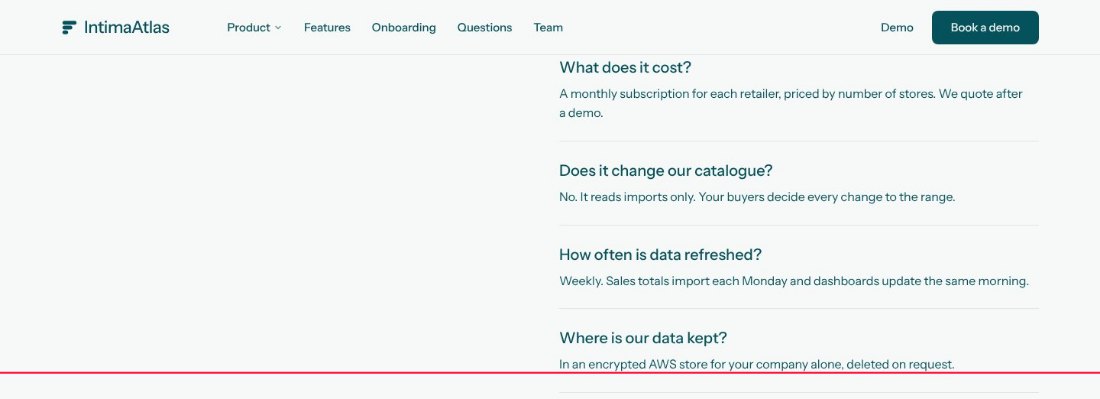 IntimaAtlas
Product
Features
Onboarding
Questions
Team
Demo
Book a demo
What does it cost?
A monthly subscription for each retailer, priced by number of stores. We quote after
a demo.
Does it change our catalogue?
No. It reads imports only. Your buyers decide every change to the range.
How often is data refreshed?
Weekly. Sales totals import each Monday and dashboards update the same morning.
Where is our data kept?
In an encrypted AWS store for your company alone, deleted on request.